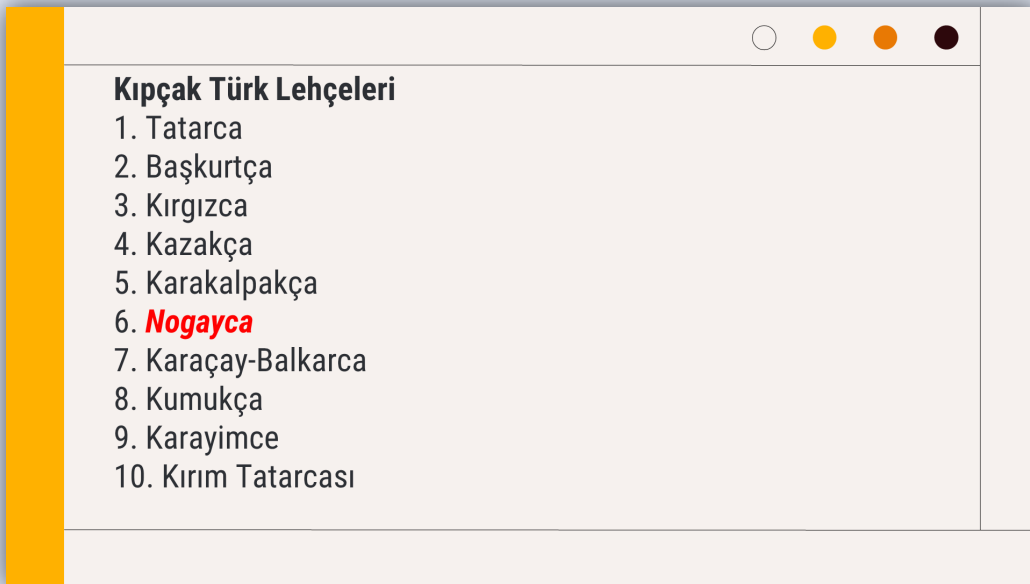 Kıpçak Türk Lehçeleri
1. Tatarca
2. Başkurtça
3. Kırgızca
4. Kazakça
5. Karakalpakça
6. Nogayca
7. Karaçay-Balkarca
8. Kumukça
9. Karayimce
10. Kırım Tatarcası